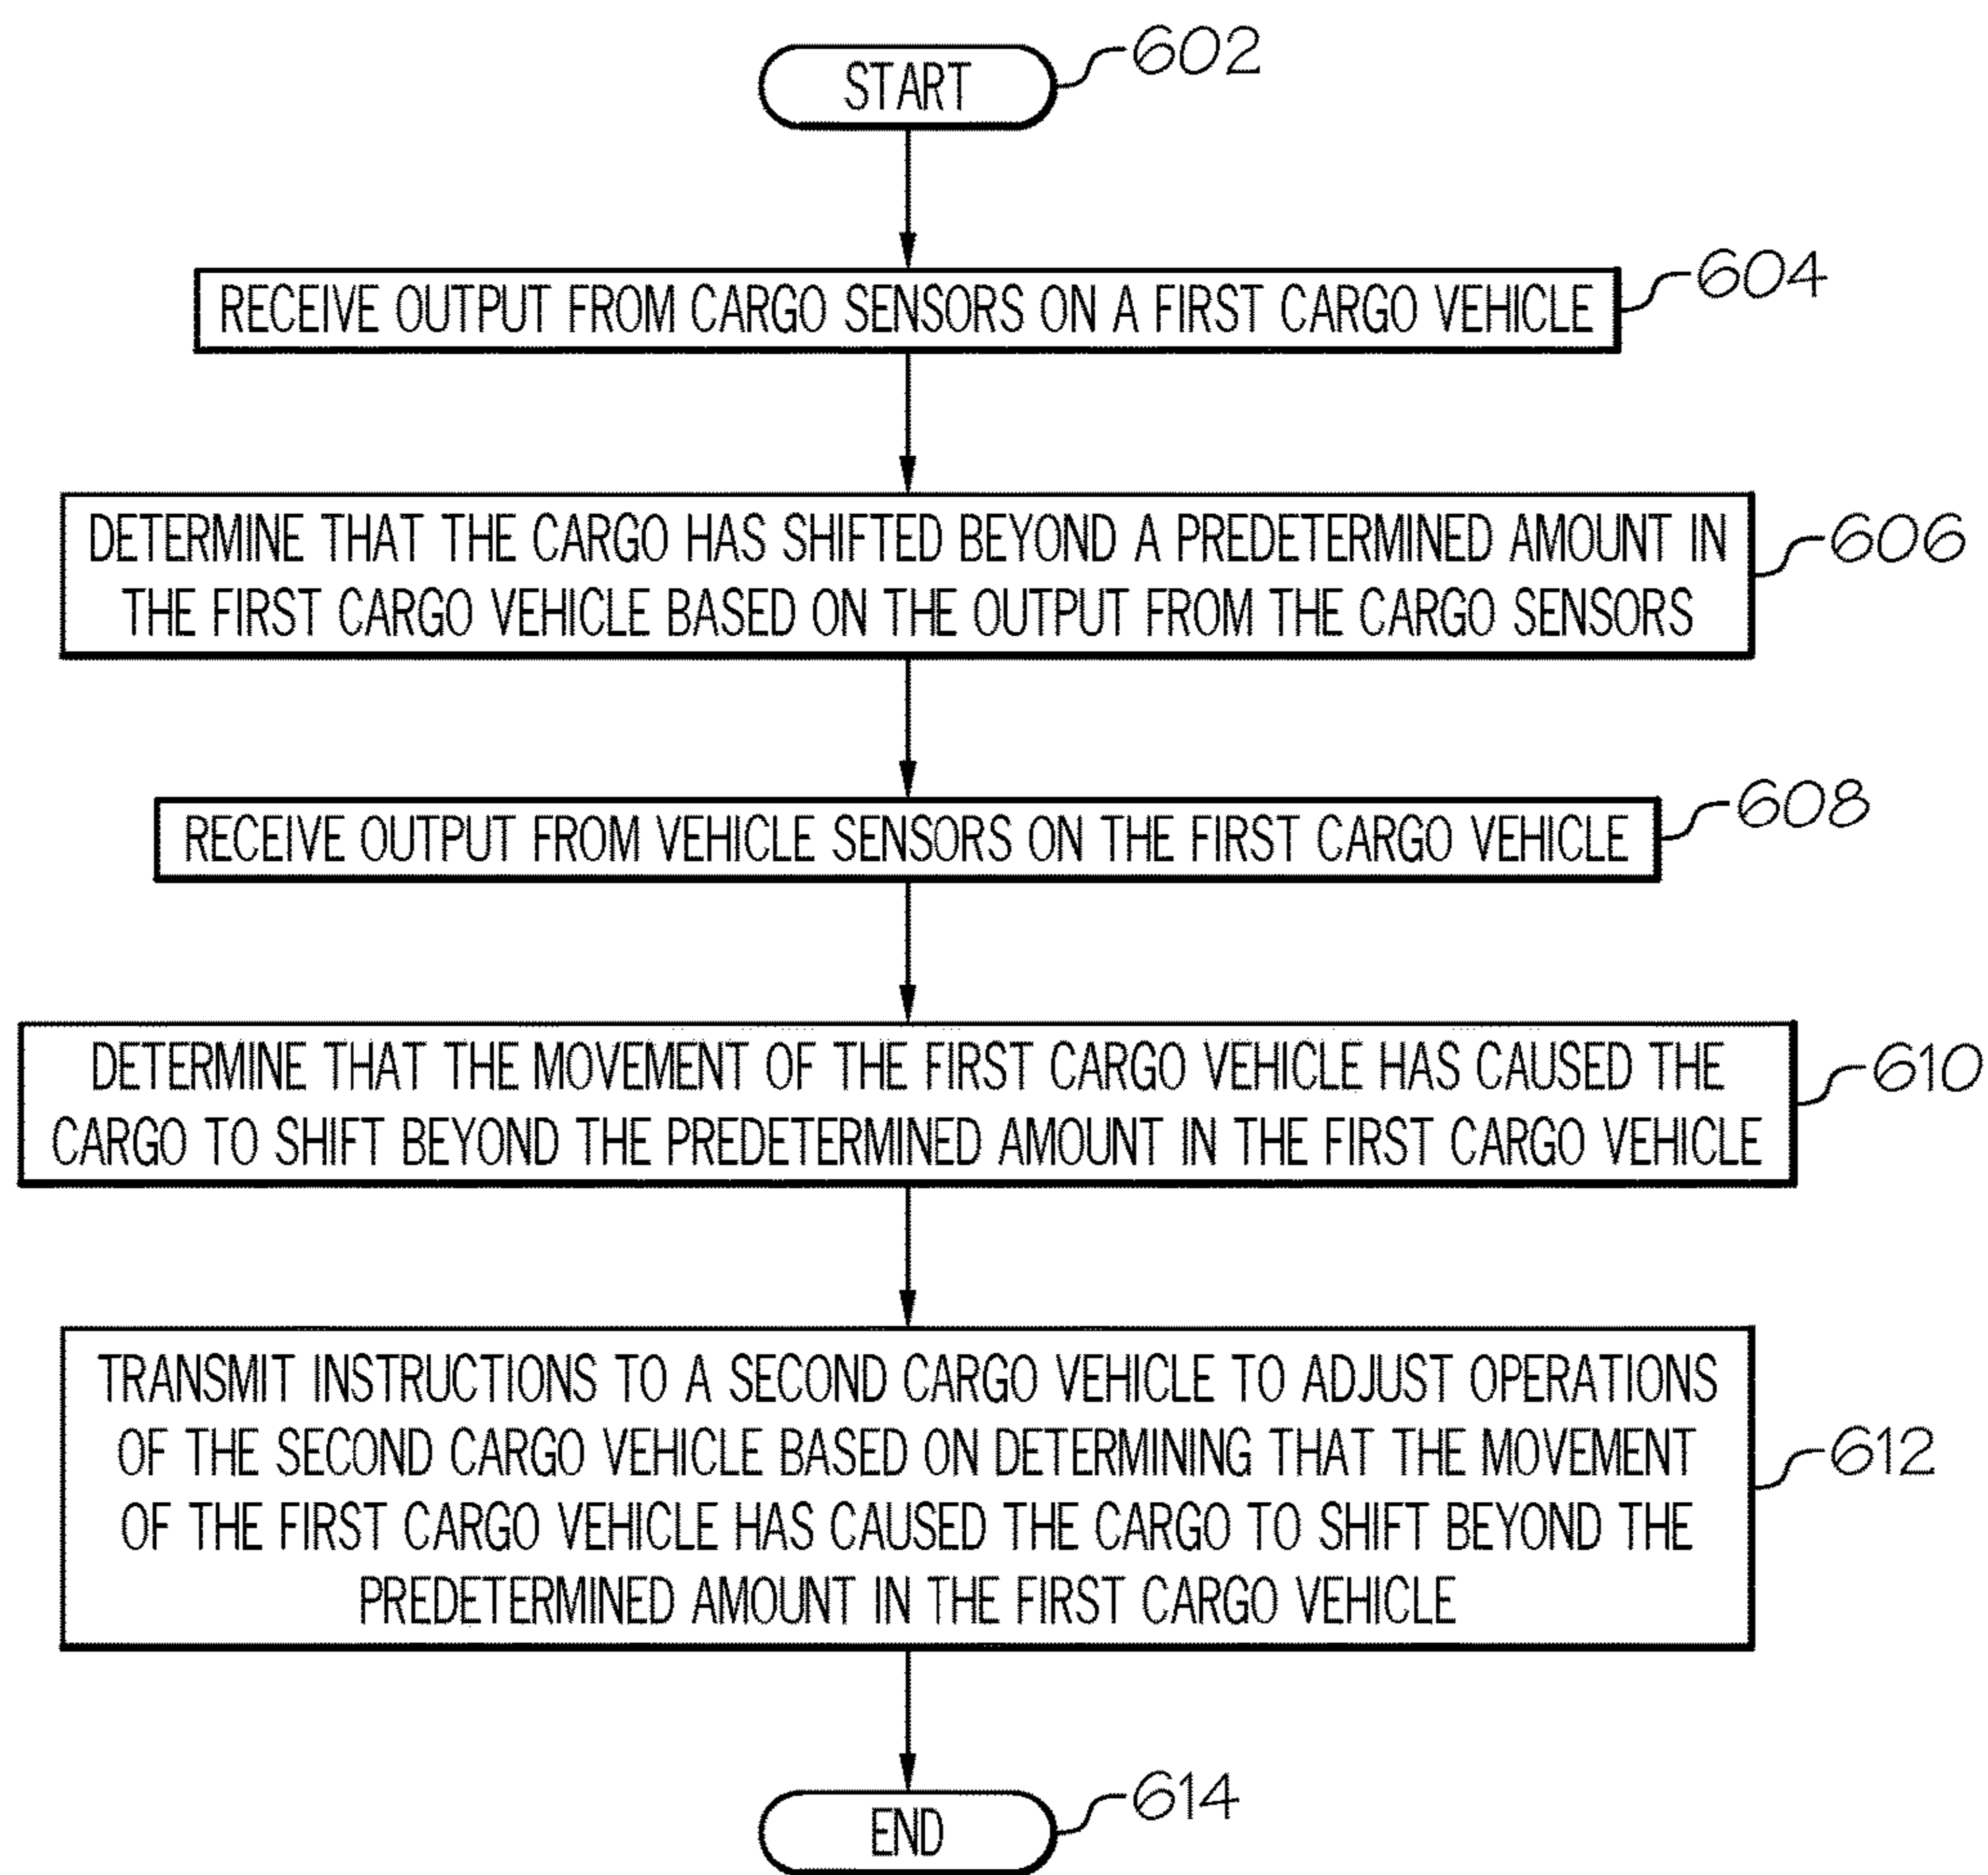 START
602
RECEIVE OUTPUT FROM CARGO SENSORS ON A FIRST CARGO VEHICLE
604
DETERMINE THAT THE CARGO HAS SHIFTED BEYOND A PREDETERMINED AMOUNT IN
THE FIRST CARGO VEHICLE BASED ON THE OUTPUT FROM THE CARGO SENSORS
606
RECEIVE OUTPUT FROM VEHICLE SENSORS ON THE FIRST CARGO VEHICLE
608
DETERMINE THAT THE MOVEMENT OF THE FIRST CARGO VEHICLE HAS CAUSED THE
CARGO TO SHIFT BEYOND THE PREDETERMINED AMOUNT IN THE FIRST CARGO VEHICLE
610
TRANSMIT INSTRUCTIONS TO A SECOND CARGO VEHICLE TO ADJUST OPERATIONS
OF THE SECOND CARGO VEHICLE BASED ON DETERMINING THAT THE MOVEMENT
OF THE FIRST CARGO VEHICLE HAS CAUSED THE CARGO TO SHIFT BEYOND THE
PREDETERMINED AMOUNT IN THE FIRST CARGO VEHICLE
612
END
614